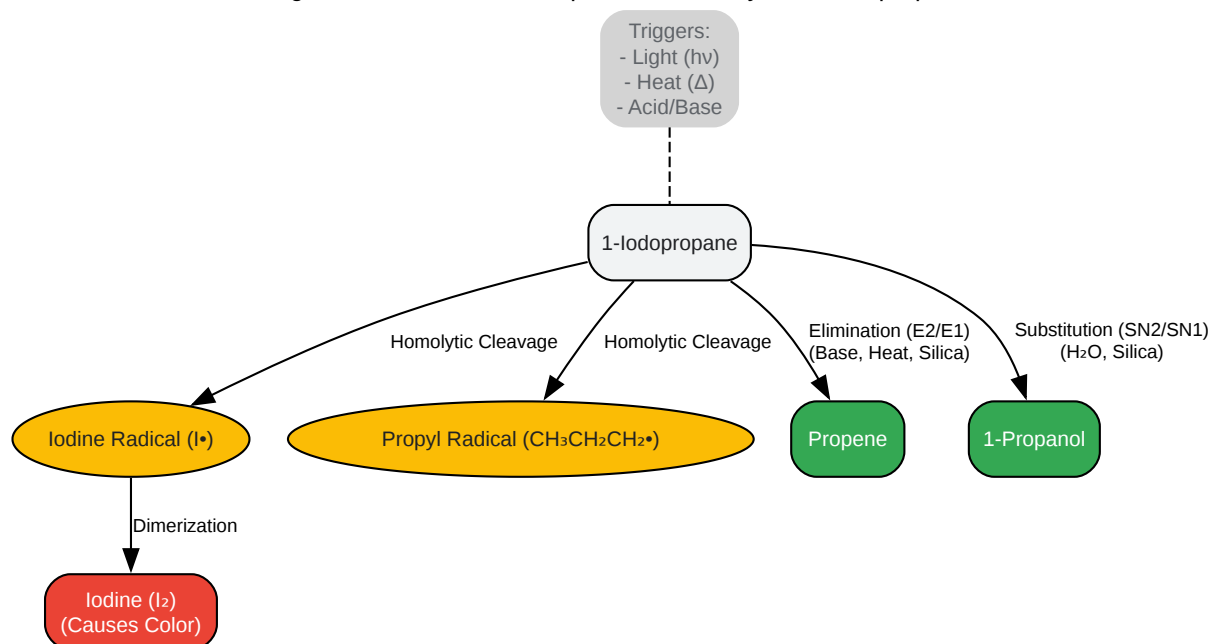 Triggers:
- Light (hν)
- Heat (Δ)
- Acid/Base
1-Iodopropane
Homolytic Cleavage
Homolytic Cleavage
Elimination (E2/E1)
(Base, Heat, Silica)
Substitution (SN2/SN1)
(H₂O, Silica)
Iodine Radical (I•)
Propyl Radical (CH₃CH₂CH₂•)
Propene
1-Propanol
Dimerization
Iodine (I₂)
(Causes Color)